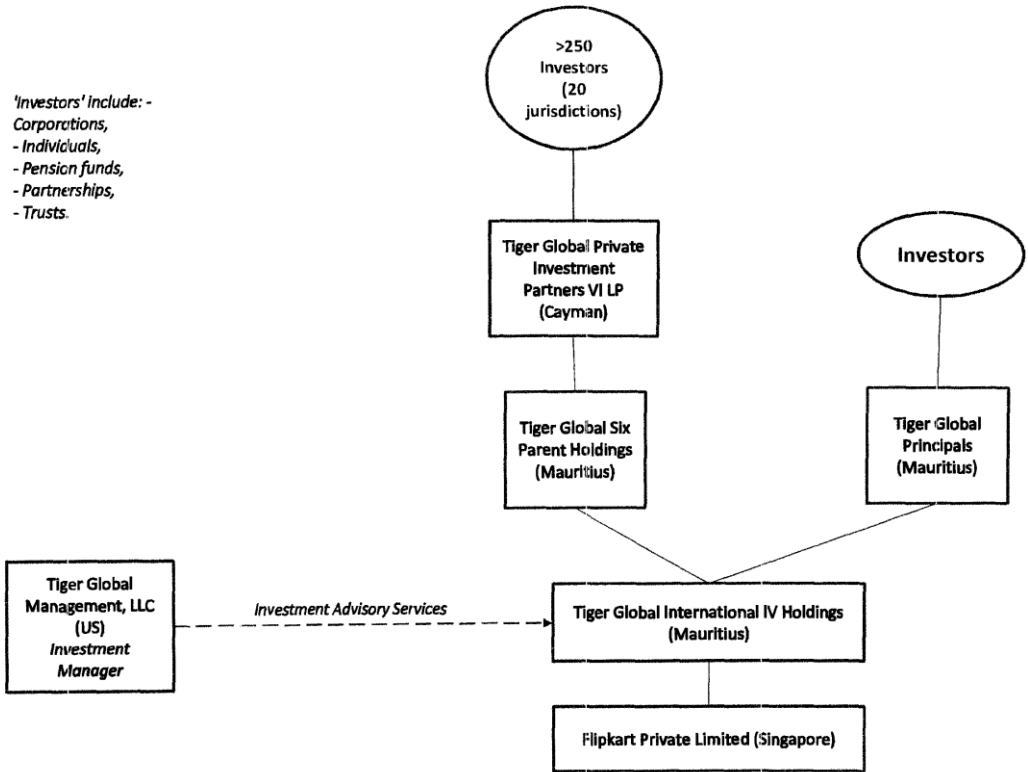 >250
Investors
(20
jurisdictions)
'Investors' include: -
Corporations,
- Individuals,
- Pension funds,
- Partnerships,
- Trusts.
Tiger Global Private
Investment
Partners VI LP
(Cayman)
Investors
Tiger Global Six
Parent Holdings
(Mauritius)
Tiger Global
Principals
(Mauritius)
Tiger Global
Management, LLC
(US)
Investment
Manager
Investment Advisory Services
Tiger Global International IV Holdings
(Mauritius)
Flipkart Private Limited (Singapore)